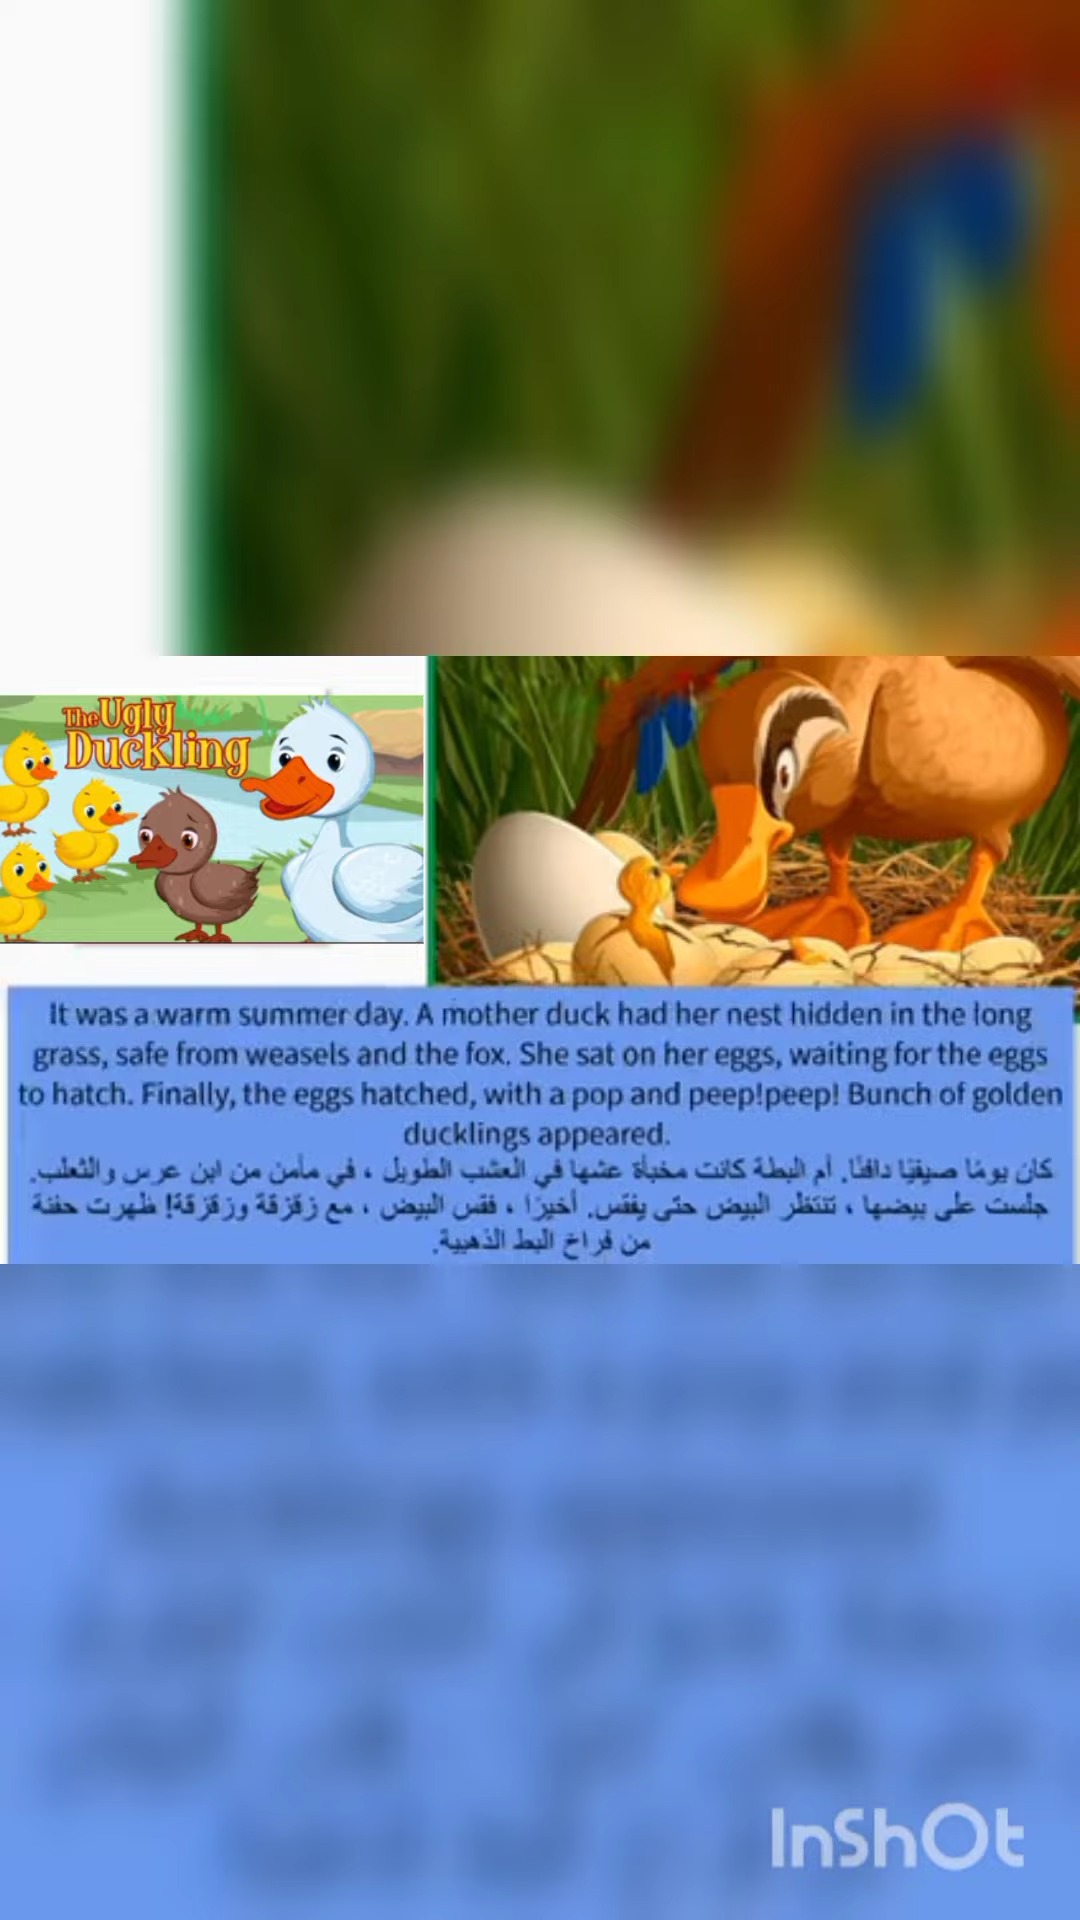 The Ugly
Duckling
It was a warm summer day. A mother duck had her nest hidden in the long
grass, safe from weasels and the fox. She sat on her eggs, waiting for the eggs
to hatch. Finally, the eggs hatched, with a pop and peep!peep! Bunch of golden
ducklings appeared.
كان يومًا صيفيًا دافئًا. أم البطة كانت مخبأة عشها في العشب الطويل ، في مأمن من ابن عرس والثعلب.
جلست على بيضها ، تنتظر البيض حتى يفقس. أخيرًا ، فقس البيض ، مع زقزقة وزقزقة! ظهرت حفنة
من فراخ البط الذهبية.
InShOt